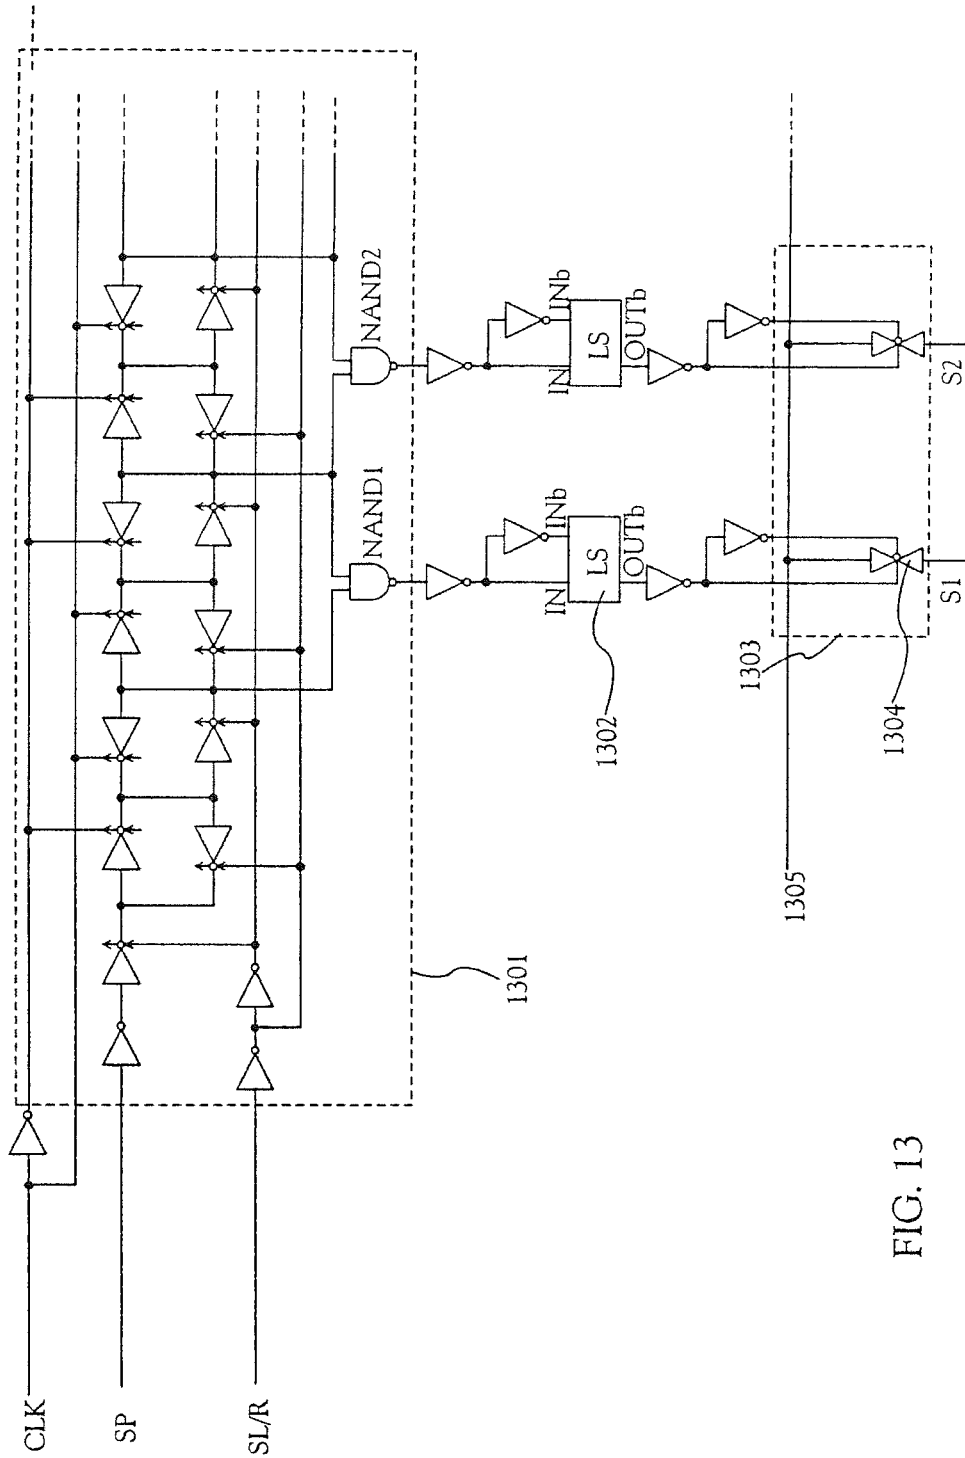 CLK
SP
SL/R
1301
NAND1
NAND2
IN
INb
LS
OUTb
IN
INb
LS
OUTb
1302
1303
1304
1305
S1
S2
FIG. 13